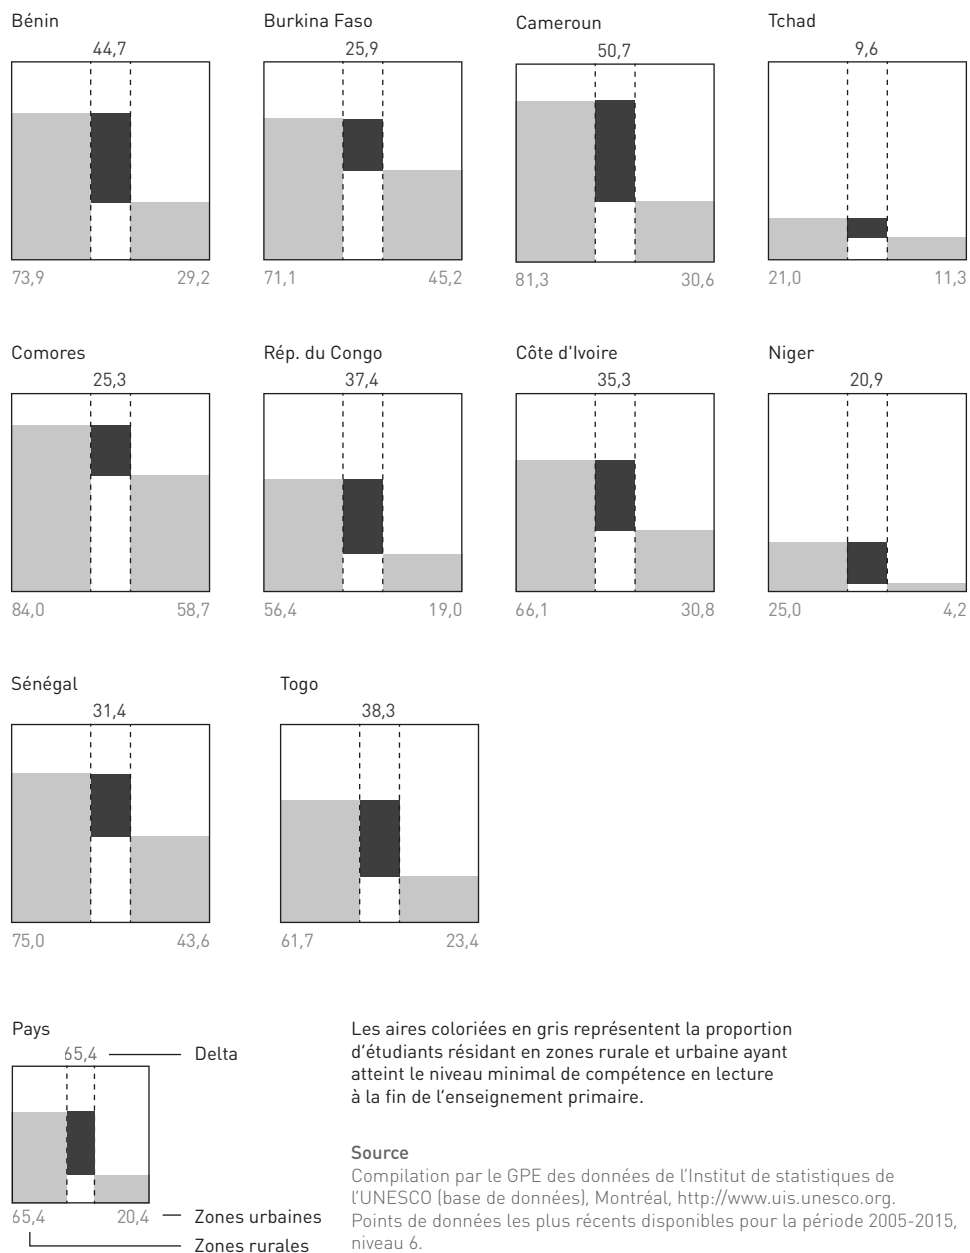 Bénin
Burkina Faso
Cameroun
Tchad
44,7
25,9
50,7
9,6
73,9
29,2
71,1
45,2
81,3
30,6
21,0
11,3
Comores
Rép. du Congo
Côte d'Ivoire
Niger
25,3
37,4
35,3
20,9
84,0
58,7
56,4
19,0
66,1
30,8
25,0
4,2
Sénégal
Togo
31,4
38,3
75,0
43,6
61,7
23,4
Pays
65,4
Delta
65,4
20,4
Zones urbaines
Zones rurales
Les aires coloriées en gris représentent la proportion
d'étudiants résidant en zones rurale et urbaine ayant
atteint le niveau minimal de compétence en lecture
à la fin de l'enseignement primaire.
Source
Compilation par le GPE des données de l'Institut de statistiques de
l'UNESCO (base de données), Montréal, http://www.uis.unesco.org.
Points de données les plus récents disponibles pour la période 2005-2015,
niveau 6.